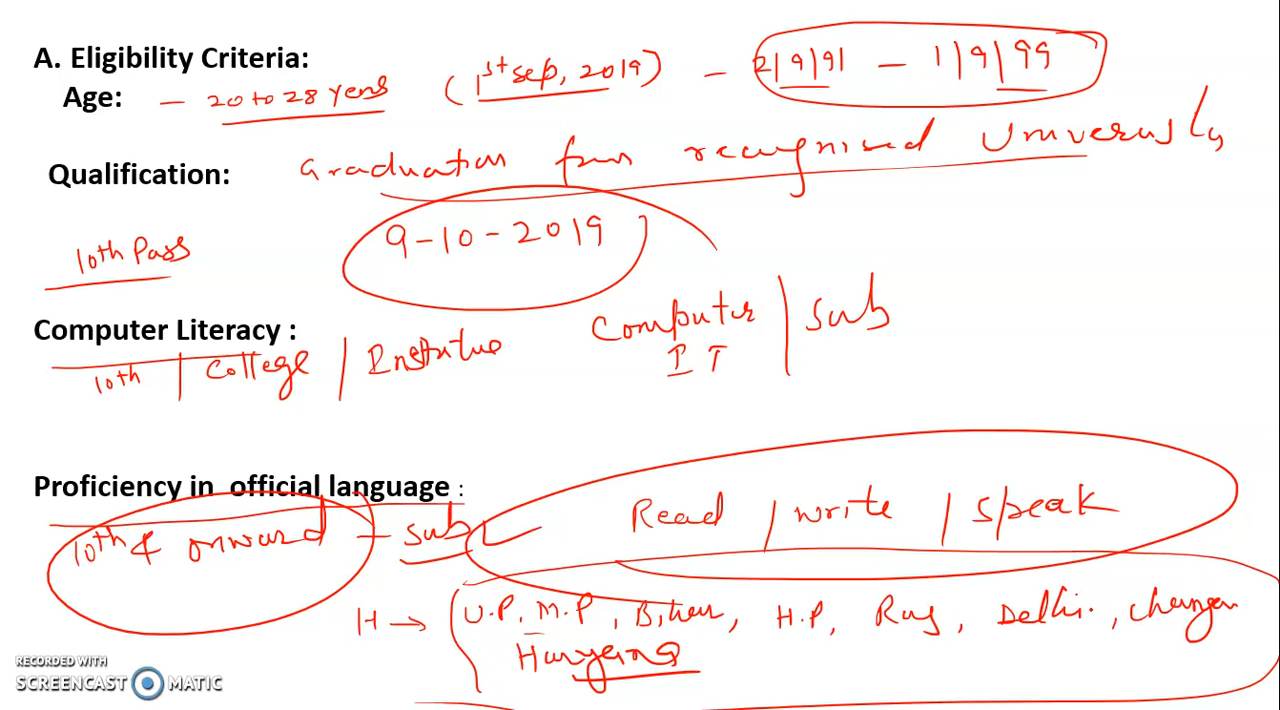 A. Eligibility Criteria:
Age: – 20 to 28 years (1st sep, 2019) – 2|9|91 – 1|9|99
Qualification: Graduation from recognised University
10th Pass 9-10-2019
Computer Literacy : Computer | sub
10th | College | Institutue IT
Proficiency in official language : Read / write / speak
10th & onward – sub
H → U.P, M.P, Bihar, H.P, Raj, Delhi,
Haryana
RECORDED WITH
SCREENCAST MATIC